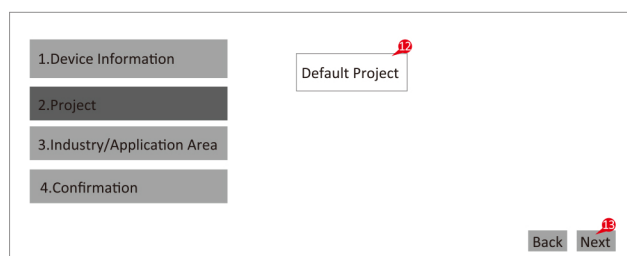 1.Device Information
2.Project
3.Industry/Application Area
4.Confirmation
12
Default Project
13
Back Next